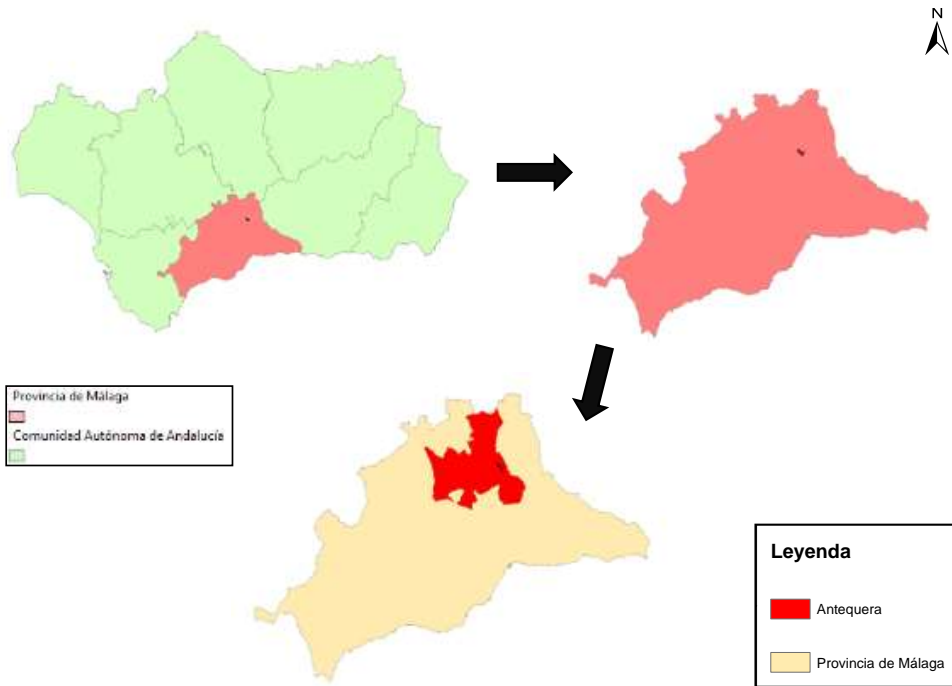 N
Provincia de Málaga
Comunidad Autónoma de Andalucía
Leyenda
Antequera
Provincia de Málaga